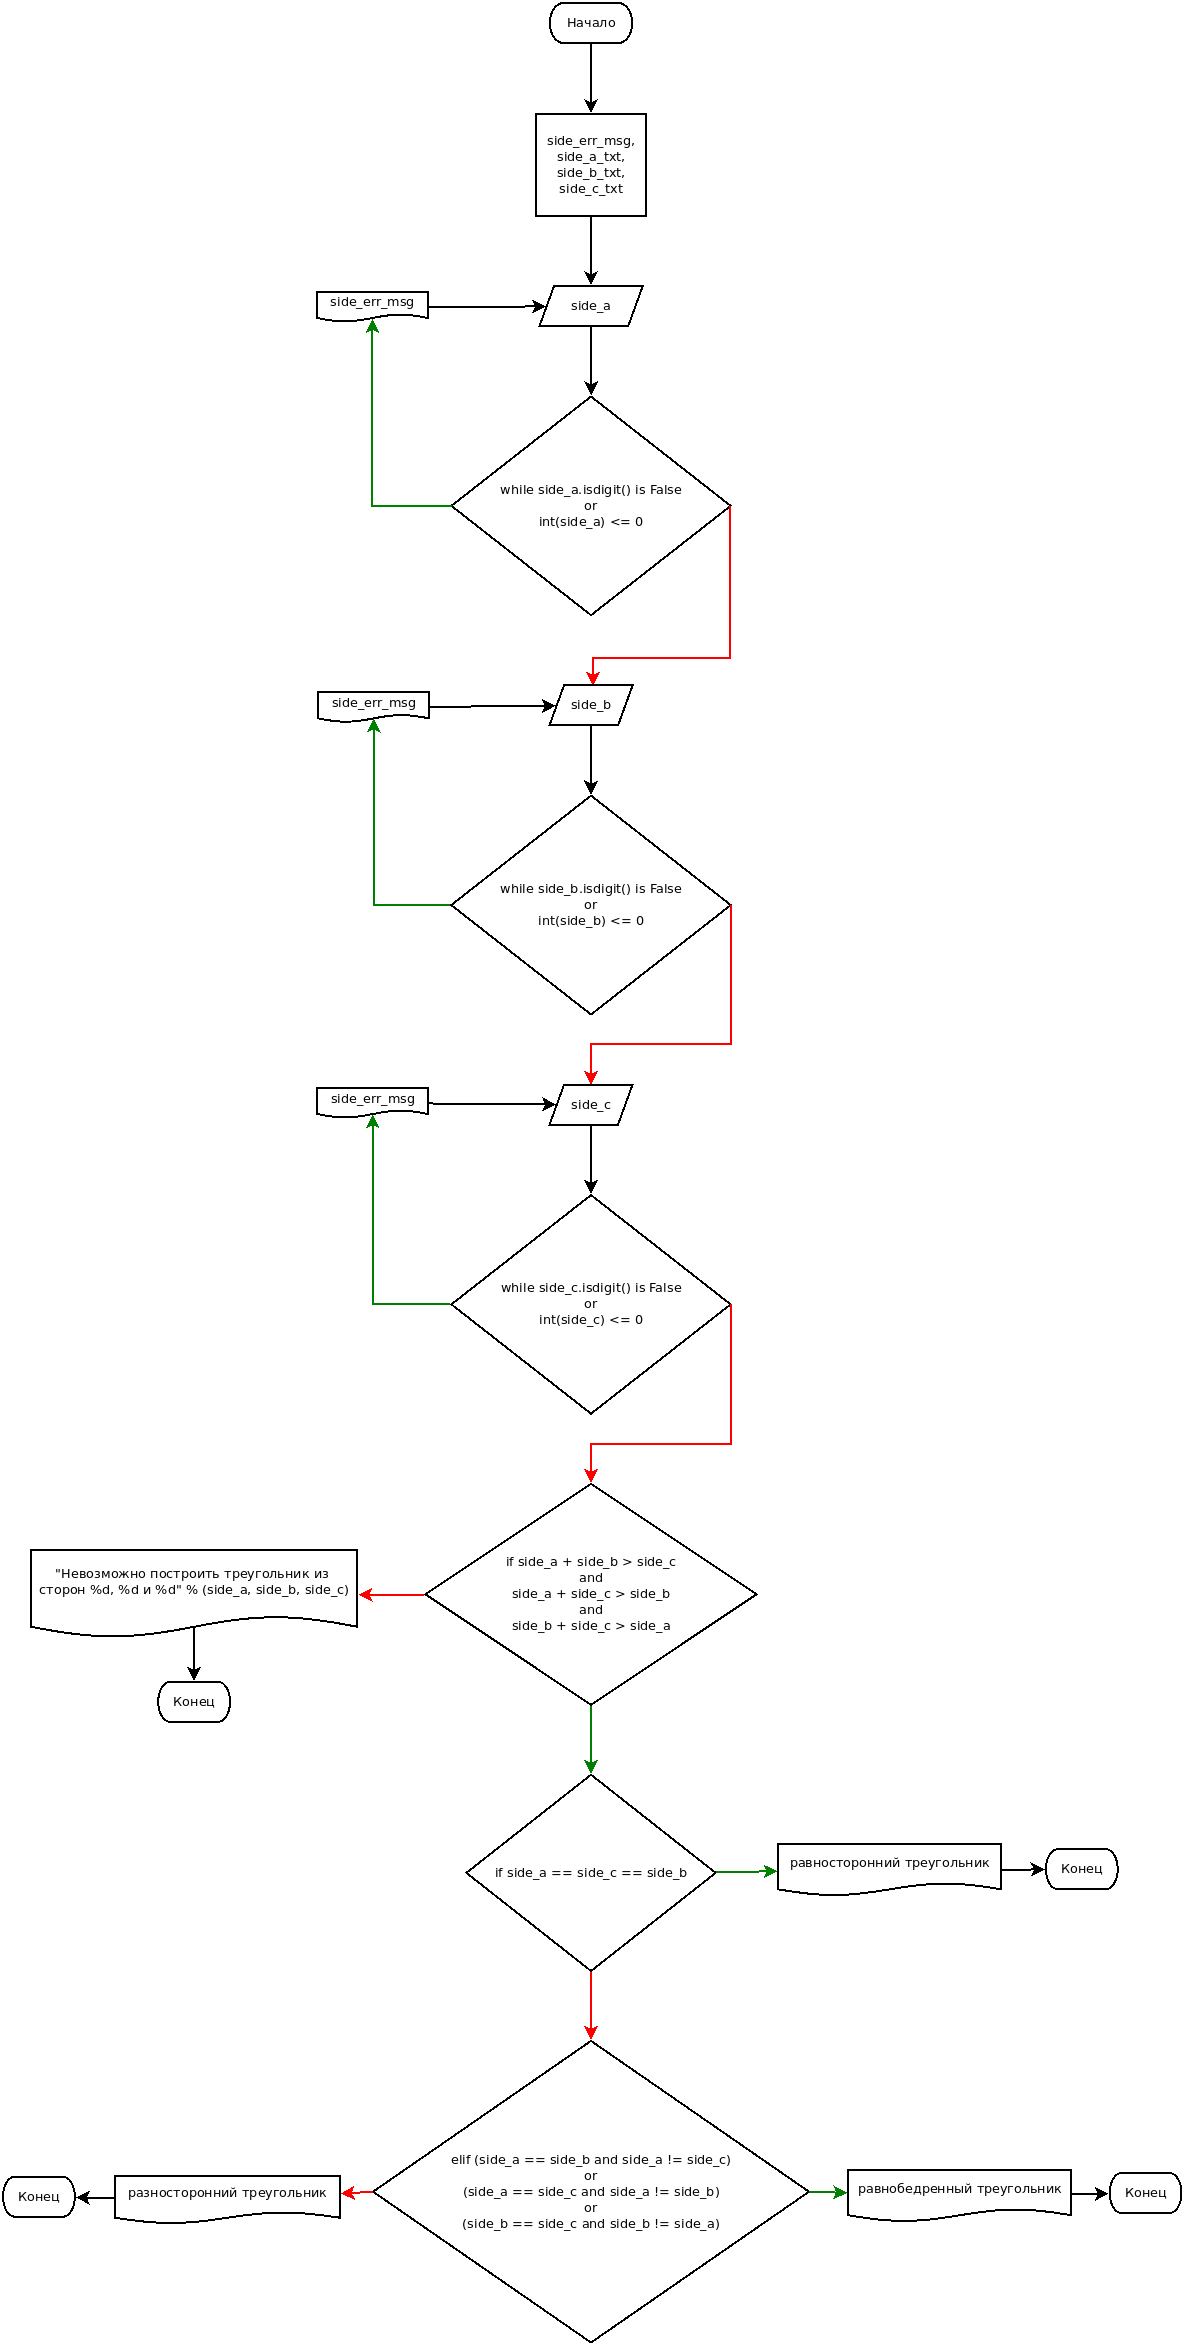 Начало
side_err_msg,
side_a_txt,
side_b_txt,
side_c_txt
side_err_msg
side_a
while side_a.isdigit() is False
or
int(side_a) <= 0
side_err_msg
side_b
while side_b.isdigit() is False
or
int(side_b) <= 0
side_err_msg
side_c
while side_c.isdigit() is False
or
int(side_c) <= 0
if side_a + side_b > side_c
and
side_a + side_c > side_b
and
side_b + side_c > side_a
"Невозможно построить треугольник из
сторон %d, %d и %d" % (side_a, side_b, side_c)
Конец
if side_a == side_c == side_b
равносторонний треугольник
Конец
elif (side_a == side_b and side_a != side_c)
or
(side_a == side_c and side_a != side_b)
or
(side_b == side_c and side_b != side_a)
Конец
разносторонний треугольник
равнобедренный треугольник
Конец